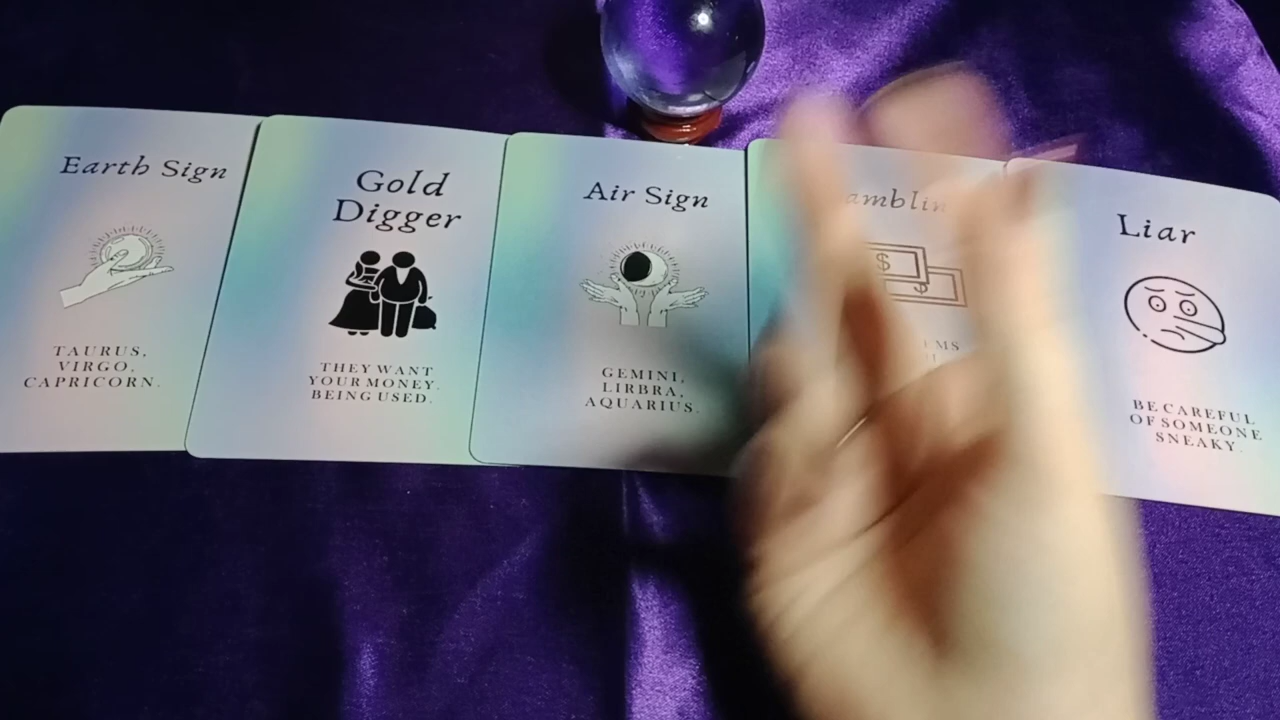 Earth Sign
TAURUS,
VIRGO,
CAPRICORN.
Gold
Digger
THEY WANT
YOUR MONEY.
BEING USED.
Air Sign
GEMINI,
LIRBRA,
AQUARIUS.
$
$
Liar
BE CAREFUL
OF SOMEONE
SNEAKY.